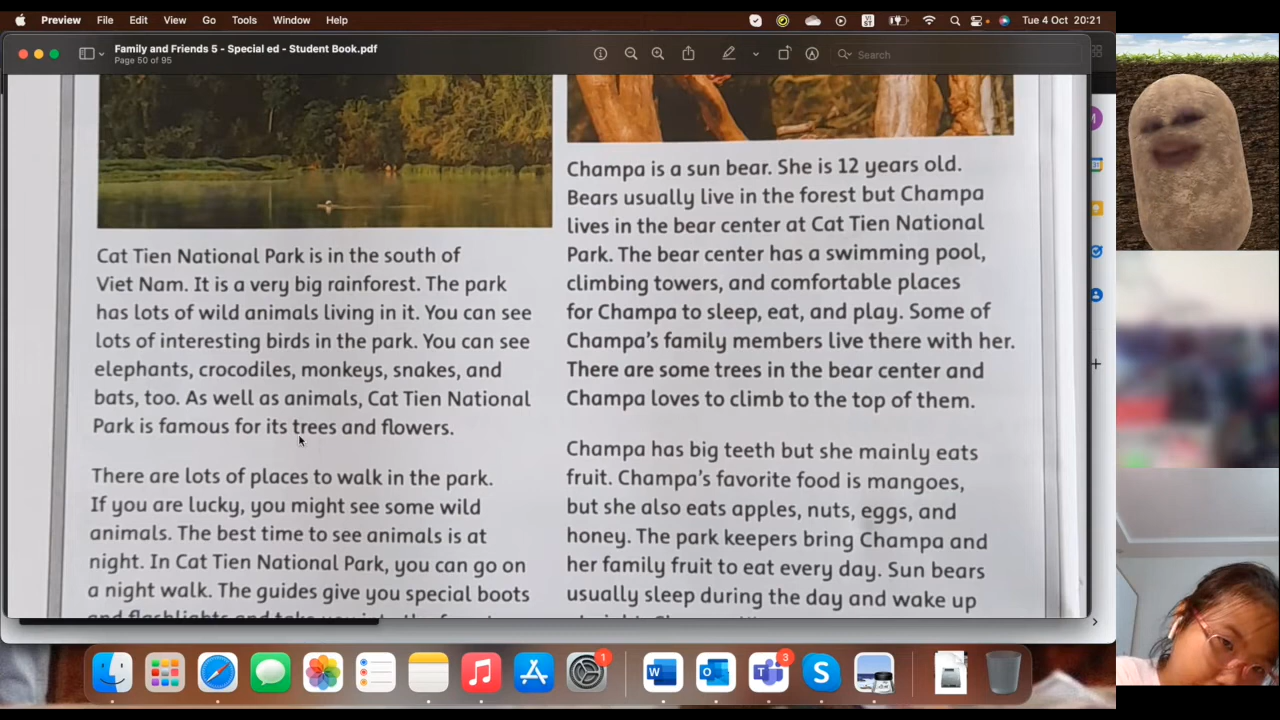 Preview File Edit View Go Tools Window Help
Tue 4 Oct 20:21
Family and Friends 5 - Special ed - Student Book.pdf
Page 50 of 95
Search
Cat Tien National Park is in the south of
Viet Nam. It is a very big rainforest. The park
has lots of wild animals living in it. You can see
lots of interesting birds in the park. You can see
elephants, crocodiles, monkeys, snakes, and
bats, too. As well as animals, Cat Tien National
Park is famous for its trees and flowers.
There are lots of places to walk in the park.
If you are lucky, you might see some wild
animals. The best time to see animals is at
night. In Cat Tien National Park, you can go on
a night walk. The guides give you special boots
and flashlights and take you
Champa is a sun bear. She is 12 years old.
Bears usually live in the forest but Champa
lives in the bear center at Cat Tien National
Park. The bear center has a swimming pool,
climbing towers, and comfortable places
for Champa to sleep, eat, and play. Some of
Champa's family members live there with her.
There are some trees in the bear center and
Champa loves to climb to the top of them.
Champa has big teeth but she mainly eats
fruit. Champa's favorite food is mangoes,
but she also eats apples, nuts, eggs, and
honey. The park keepers bring Champa and
her family fruit to eat every day. Sun bears
usually sleep during the day and wake up
1
3